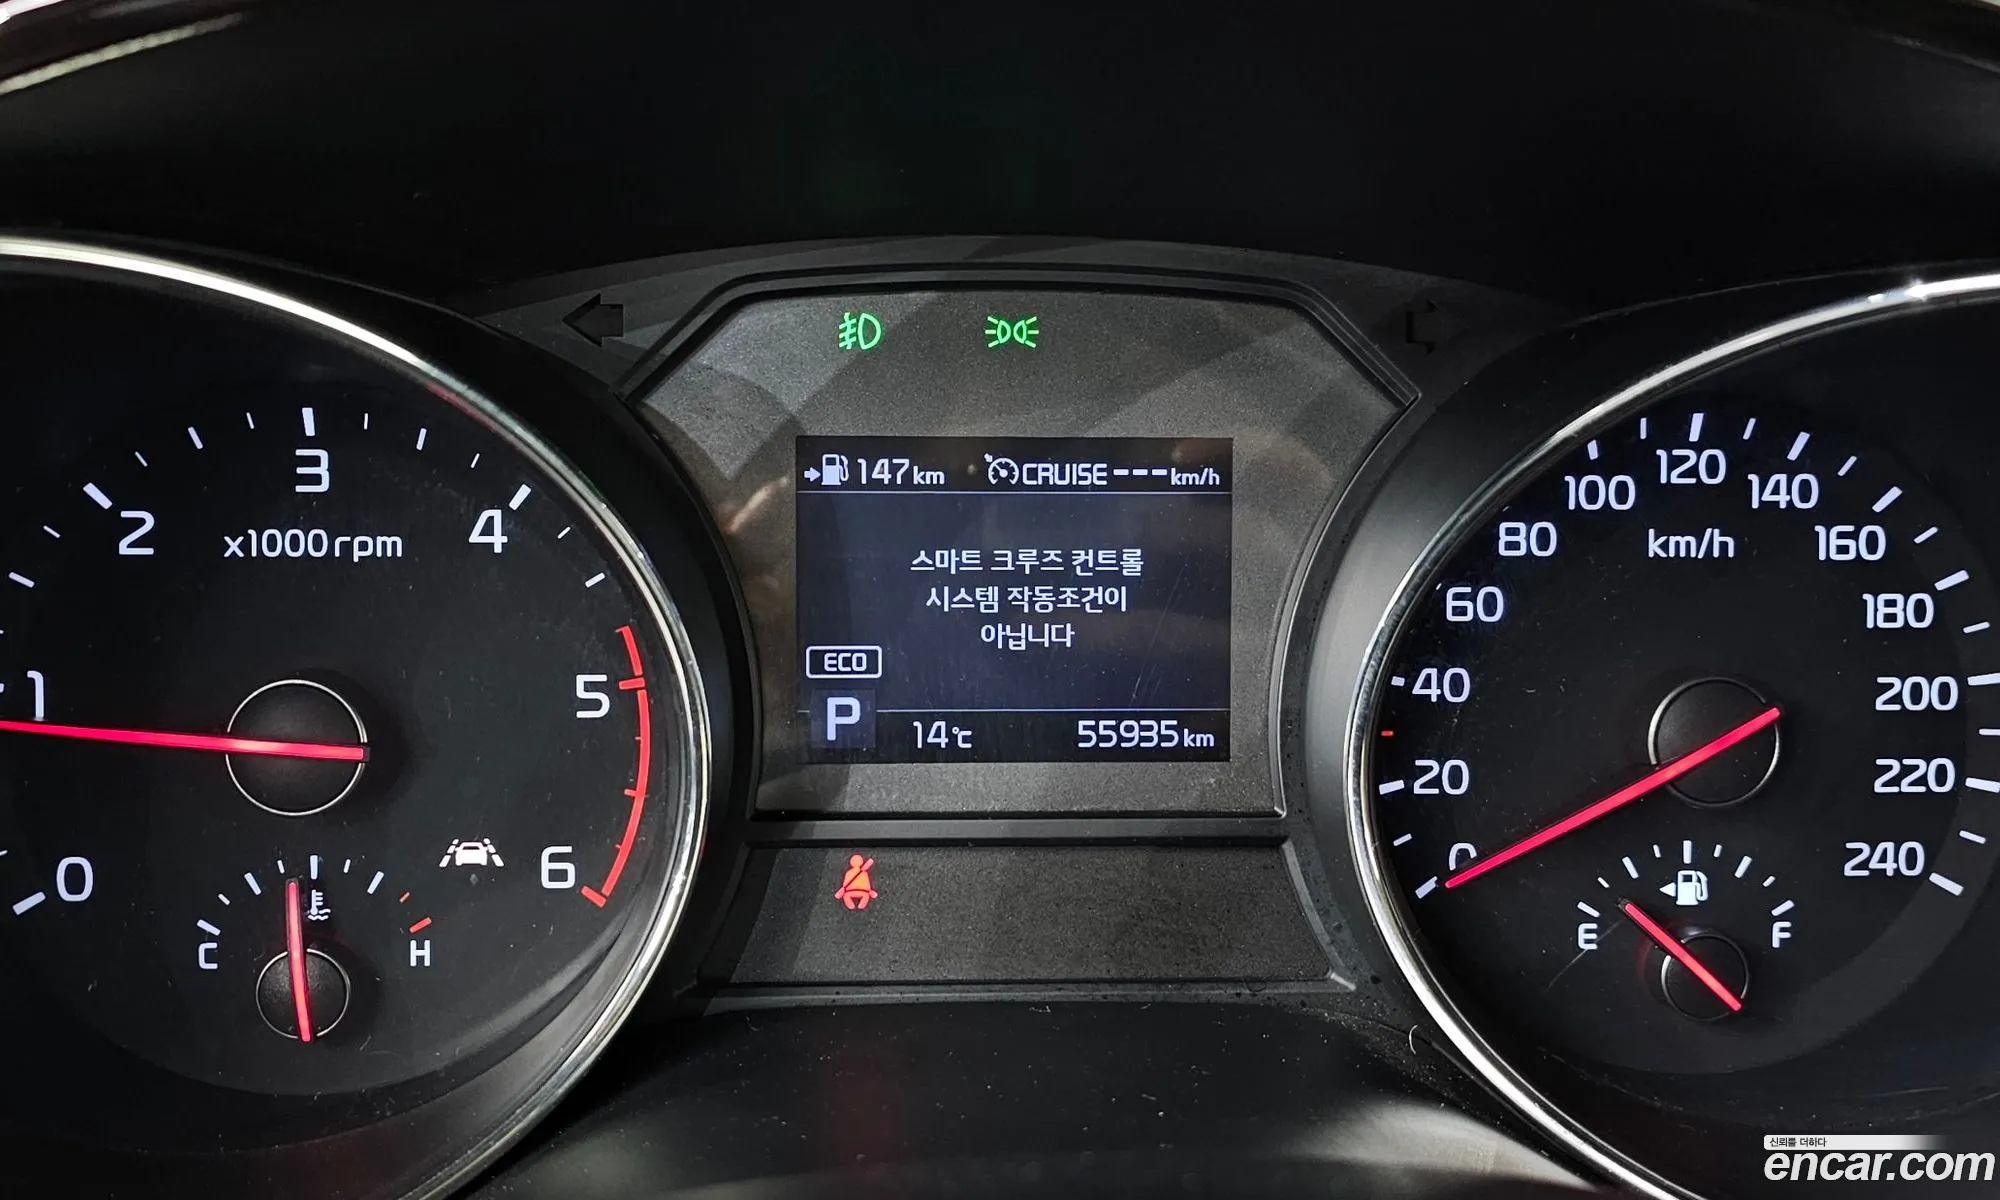 147km CRUISE---km/h
스마트 크루즈 컨트롤
시스템 작동조건이
아닙니다
ECO
P
14℃ 55935km
0
1
2
3
4
5
6
x1000rpm
C
H
0
20
40
60
80
100
120
140
160
180
200
220
240
km/h
E
F
신뢰를 더하다
encar.com